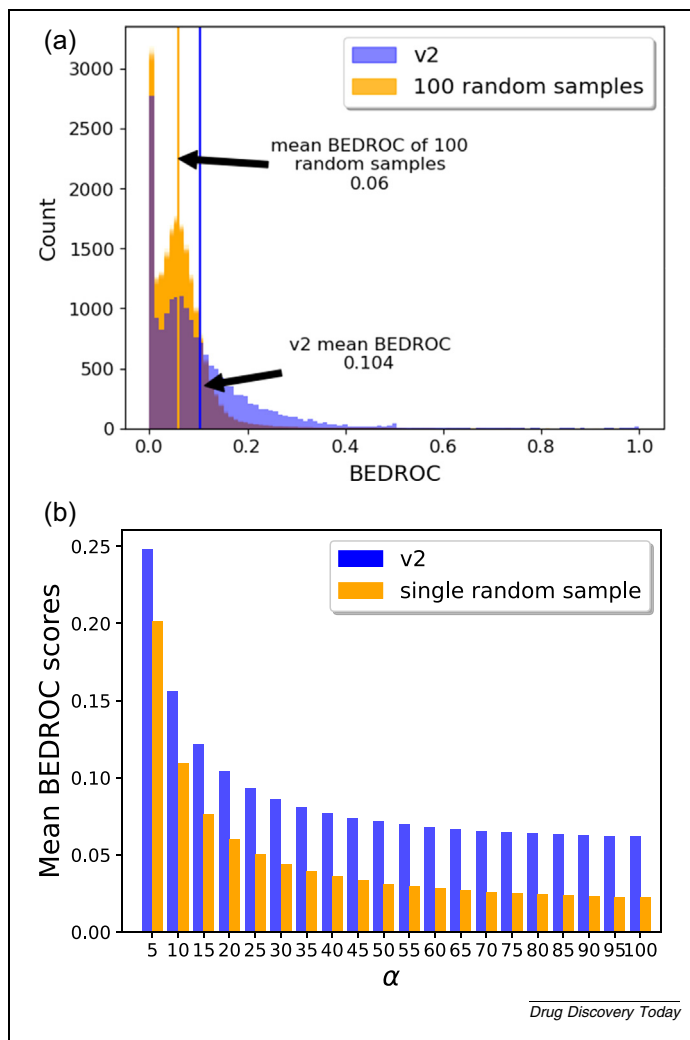 (a)
v2
100 random samples
mean BEDROC of 100
random samples
0.06
v2 mean BEDROC
0.104
Count
3000
2500
2000
1500
1000
500
0
0.0 0.2 0.4 0.6 0.8 1.0
BEDROC
(b)
v2
single random sample
Mean BEDROC scores
0.25
0.20
0.15
0.10
0.05
0.00
5 10 15 20 25 30 35 40 45 50 55 60 65 70 75 80 85 90 95 100
α
Drug Discovery Today